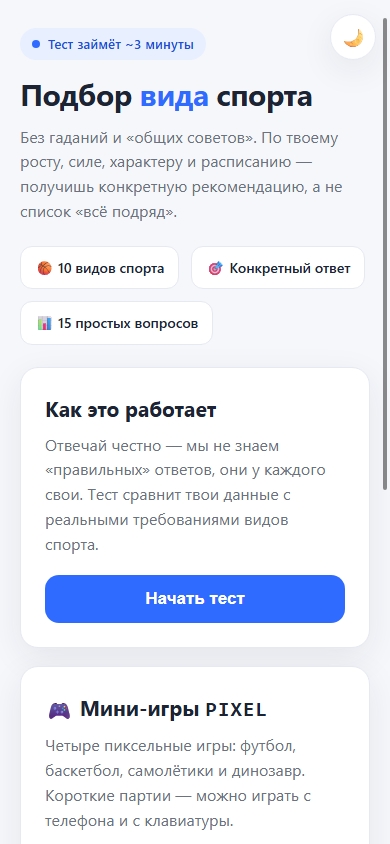 Тест займёт ~3 минуты
Подбор вида спорта
Без гаданий и «общих советов». По твоему
росту, силе, характеру и расписанию —
получишь конкретную рекомендацию, а не
список «всё подряд».
10 видов спорта
Конкретный ответ
15 простых вопросов
Как это работает
Отвечай честно — мы не знаем
«правильных» ответов, они у каждого
свои. Тест сравнит твои данные с
реальными требованиями видов
спорта.
Начать тест
Мини-игры PIXEL
Четыре пиксельные игры: футбол,
баскетбол, самолётики и динозавр.
Короткие партии — можно играть с
телефона и с клавиатуры.